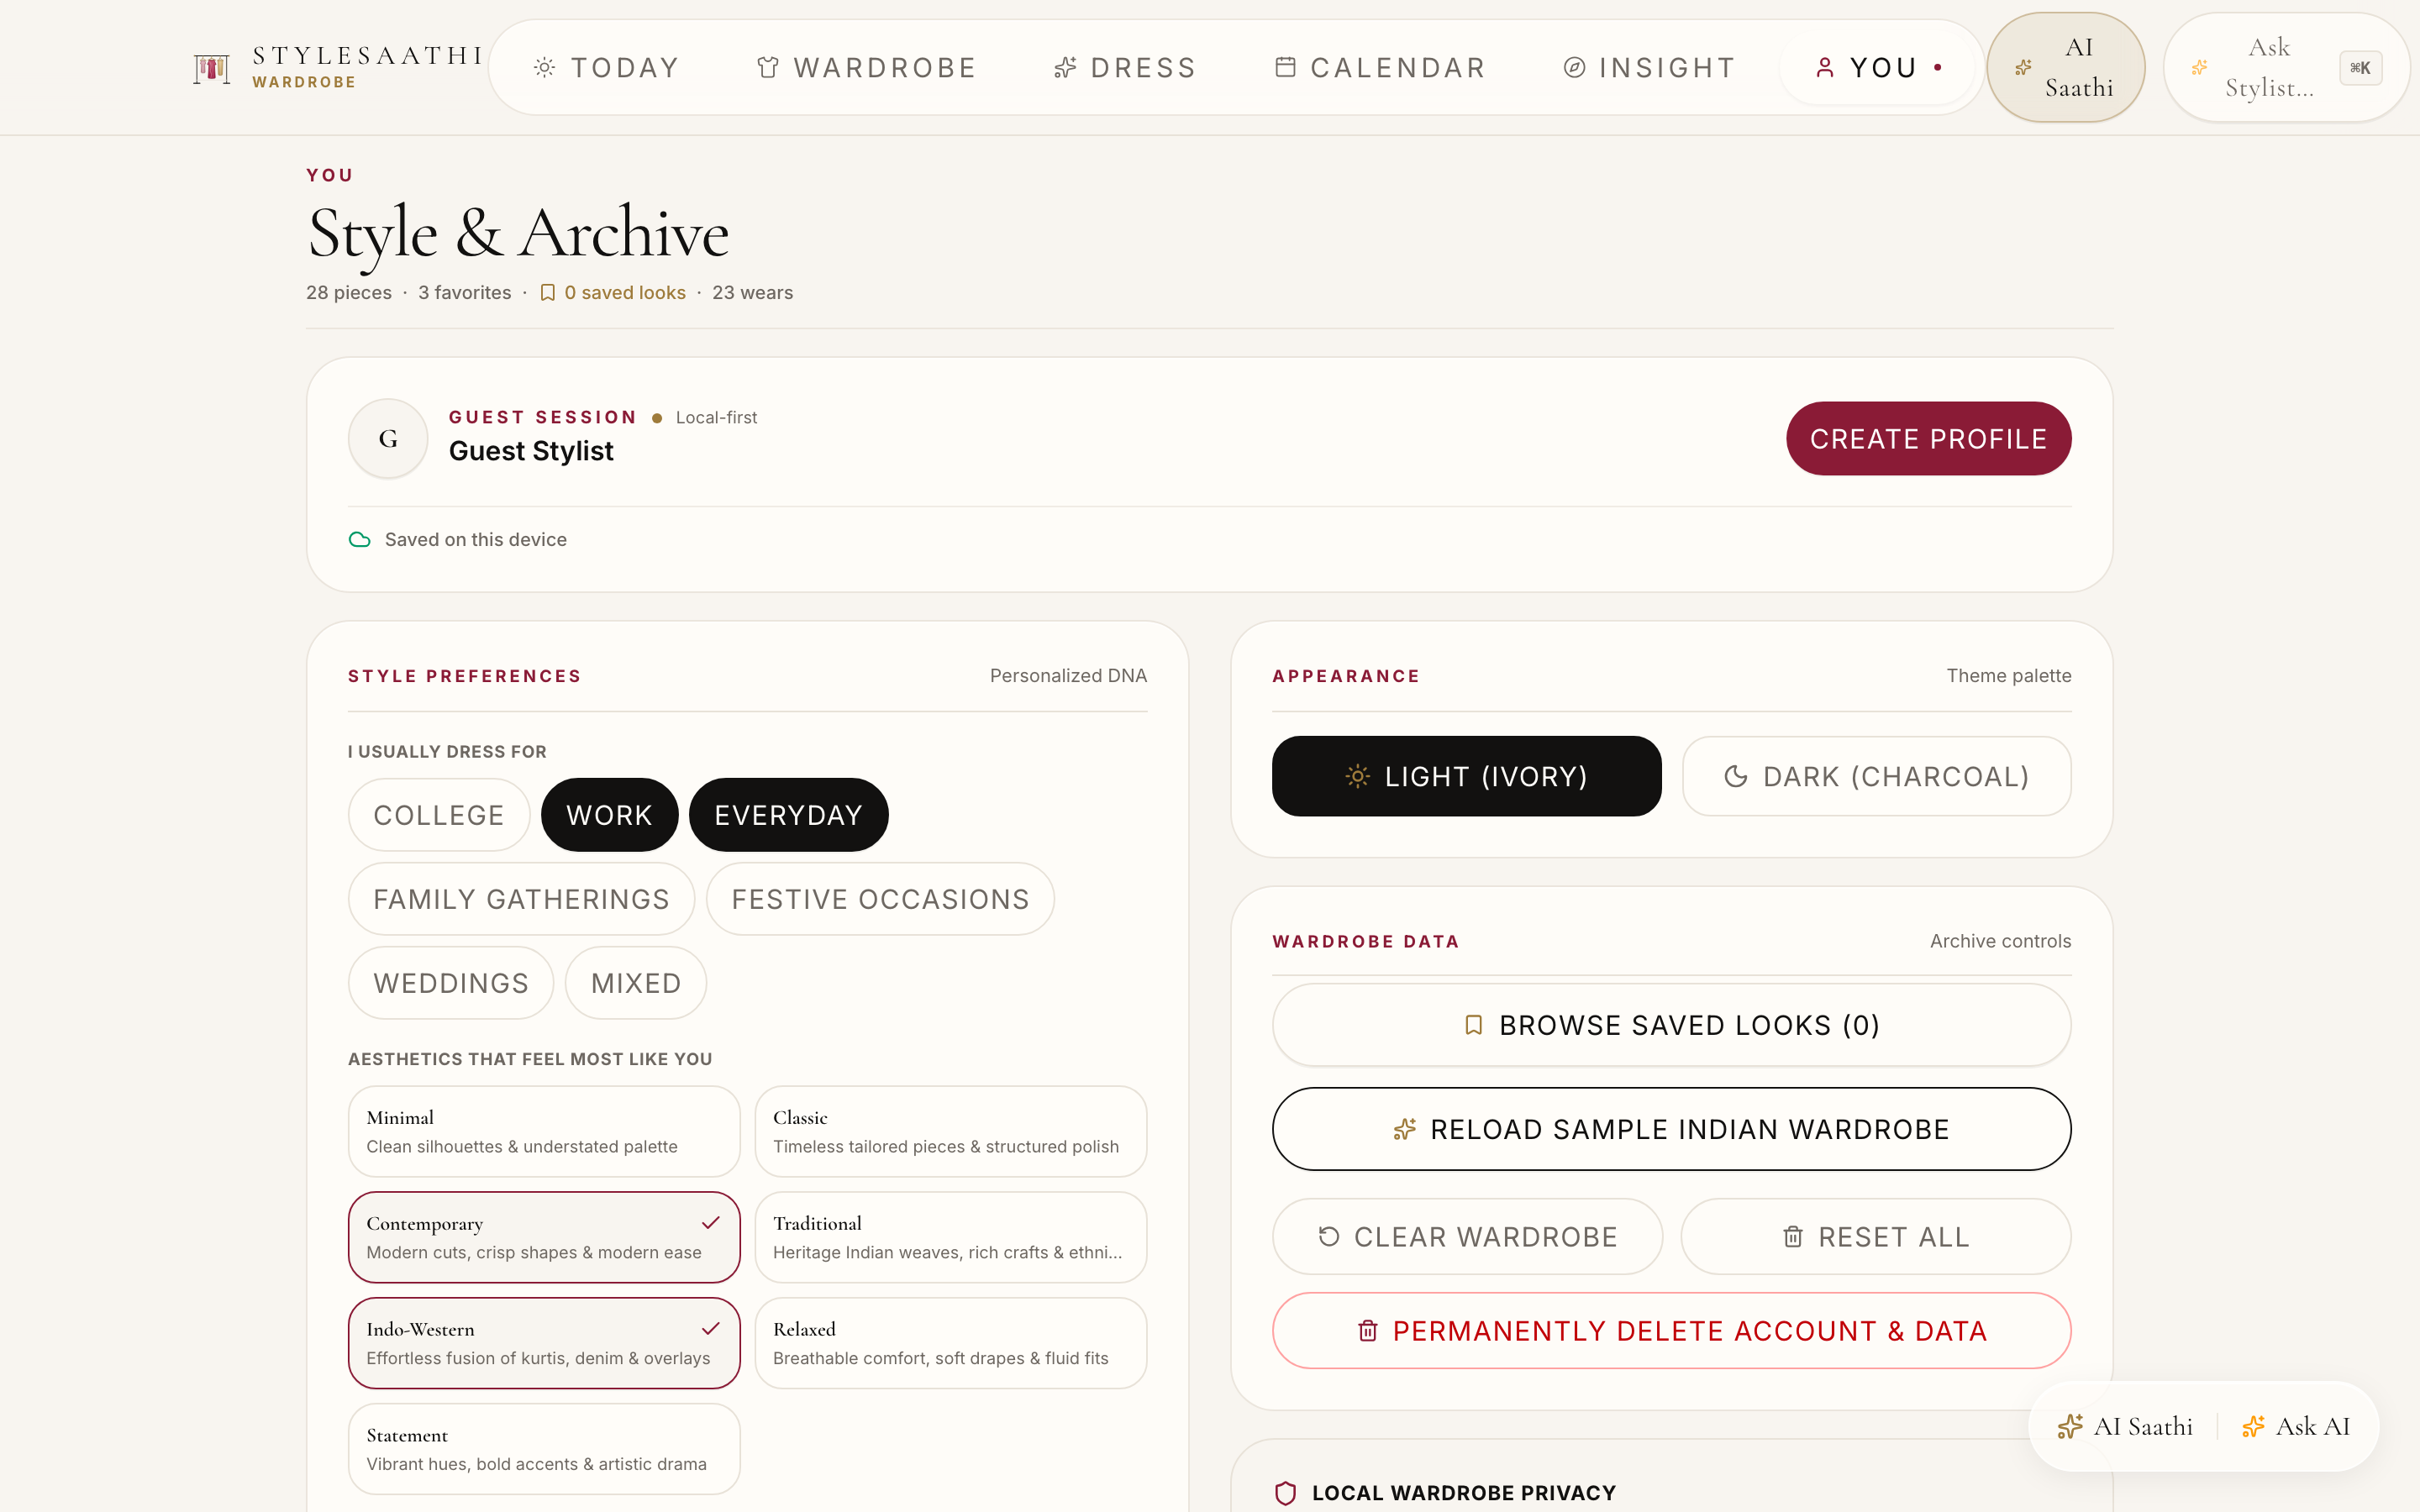 STYLESAATHI
WARDROBE
TODAY
WARDROBE
DRESS
CALENDAR
INSIGHT
YOU
AI
Saathi
Ask
Stylist...
⌘K
YOU
Style & Archive
28 pieces · 3 favorites · 0 saved looks · 23 wears
G
GUEST SESSION
Local-first
Guest Stylist
CREATE PROFILE
Saved on this device
STYLE PREFERENCES
Personalized DNA
I USUALLY DRESS FOR
COLLEGE
WORK
EVERYDAY
FAMILY GATHERINGS
FESTIVE OCCASIONS
WEDDINGS
MIXED
AESTHETICS THAT FEEL MOST LIKE YOU
Minimal
Clean silhouettes & understated palette
Classic
Timeless tailored pieces & structured polish
Contemporary
Modern cuts, crisp shapes & modern ease
Traditional
Heritage Indian weaves, rich crafts & ethni...
Indo-Western
Effortless fusion of kurtis, denim & overlays
Relaxed
Breathable comfort, soft drapes & fluid fits
Statement
Vibrant hues, bold accents & artistic drama
APPEARANCE
Theme palette
LIGHT (IVORY)
DARK (CHARCOAL)
WARDROBE DATA
Archive controls
BROWSE SAVED LOOKS (0)
RELOAD SAMPLE INDIAN WARDROBE
CLEAR WARDROBE
RESET ALL
PERMANENTLY DELETE ACCOUNT & DATA
LOCAL WARDROBE PRIVACY
AI Saathi
Ask AI